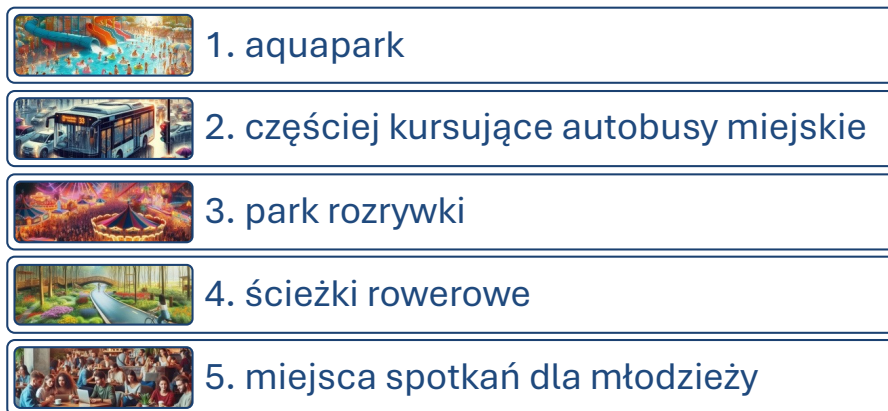 1. aquapark
2. częściej kursujące autobusy miejskie
3. park rozrywki
4. ścieżki rowerowe
5. miejsca spotkań dla młodzieży